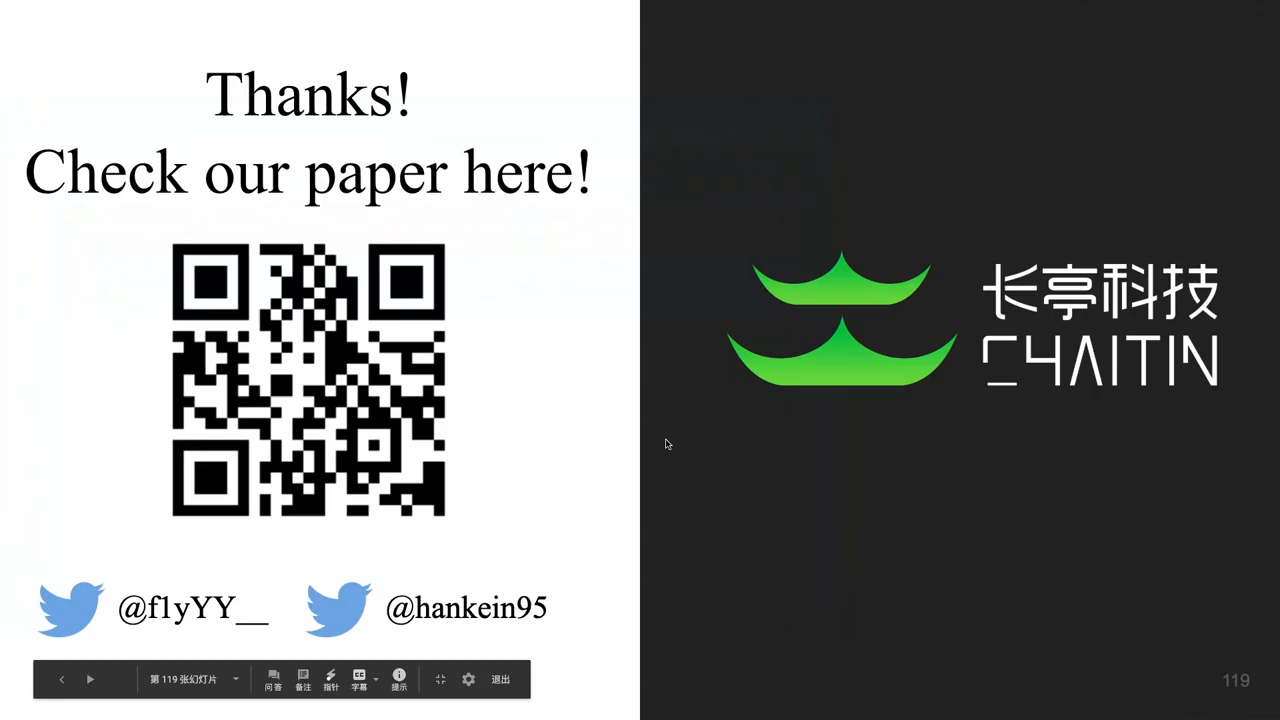 Thanks!
Check our paper here!
@f1yYY__
@hankein95
长亭科技
CHAITIN
第 119 张幻灯片
问答
备注
指针
字幕
提示
退出
119